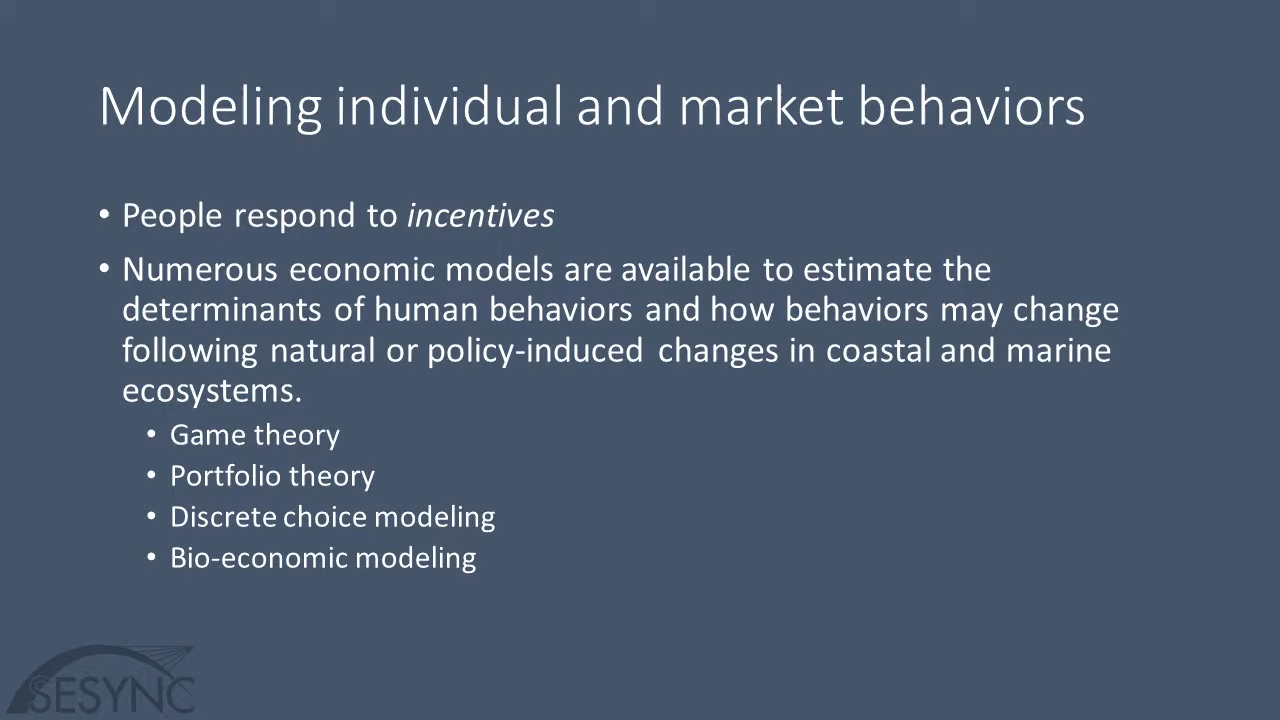 Modeling individual and market behaviors
• People respond to incentives
• Numerous economic models are available to estimate the
determinants of human behaviors and how behaviors may change
following natural or policy-induced changes in coastal and marine
ecosystems.
• Game theory
• Portfolio theory
• Discrete choice modeling
• Bio-economic modeling
SESYNC